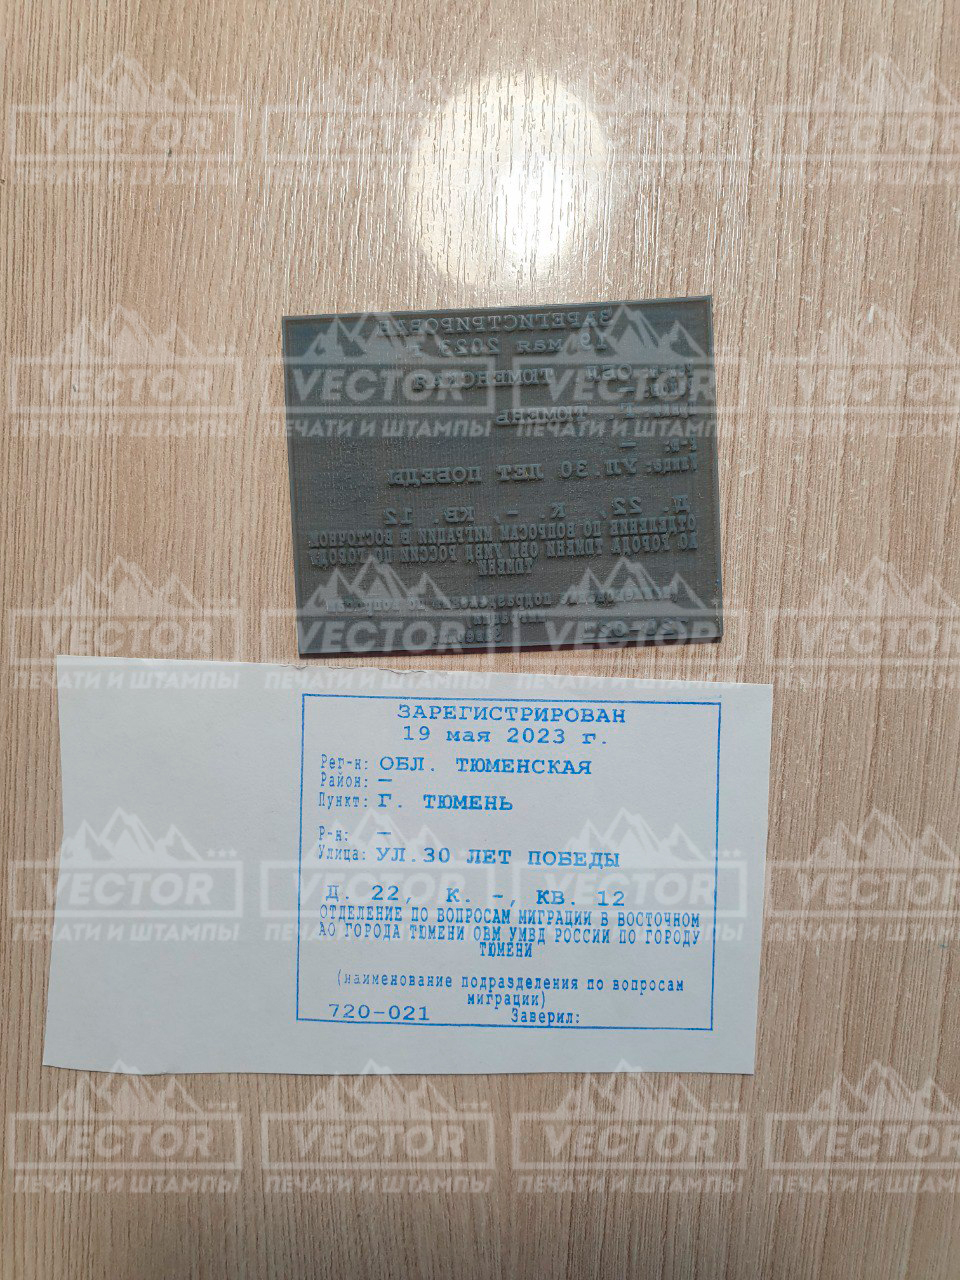 ЗАРЕГИСТРИРОВАН
19 мая 2023 г.
Рег-н: ОБЛ. ТЮМЕНСКАЯ
Район: —
Пункт: Г. ТЮМЕНЬ
Р-н: —
Улица: УЛ.30 ЛЕТ ПОБЕДЫ
Д. 22, К. -, КВ. 12
ОТДЕЛЕНИЕ ПО ВОПРОСАМ МИГРАЦИИ В ВОСТОЧНОМ
АО ГОРОДА ТЮМЕНИ ОВМ УМВД РОССИИ ПО ГОРОДУ
ТЮМЕНИ
(наименование подразделения по вопросам
миграции)
720-021 Заверил:
VECTOR
ПЕЧАТИ И ШТАМПЫ